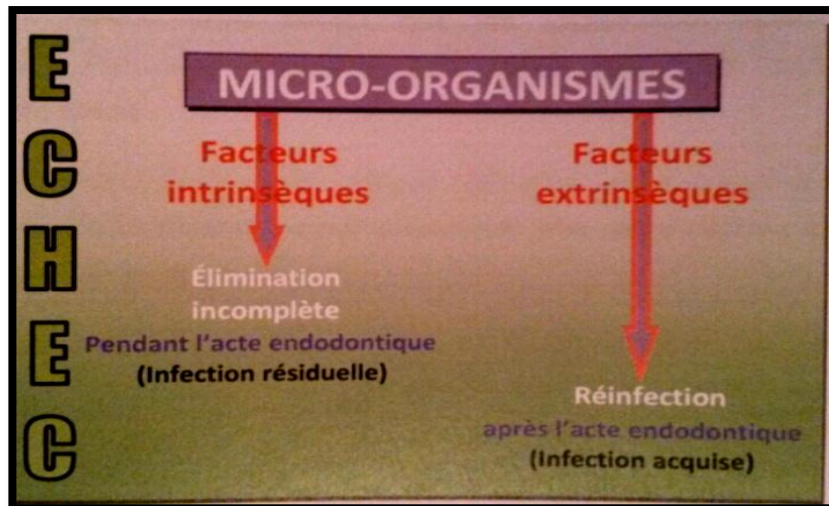 ECHEC
MICRO-ORGANISMES
Facteurs
intrinsèques
Élimination
incomplète
Pendant l'acte endodontique
(Infection résiduelle)
Facteurs
extrinsèques
Réinfection
après l'acte endodontique
(Infection acquise)